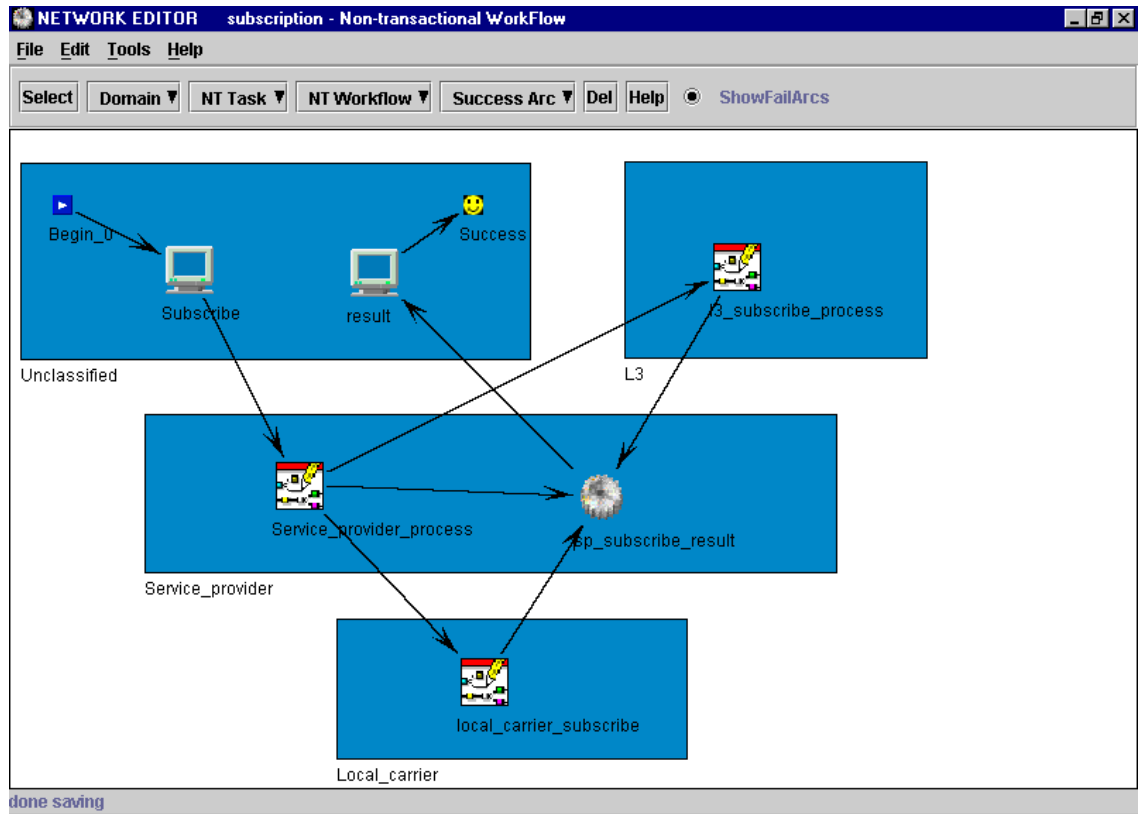 NETWORK EDITOR subscription - Non-transactional WorkFlow
File Edit Tools Help
Select Domain NT Task NT Workflow Success Arc Del Help ShowFailArcs
Begin_0
Success
Subscribe
result
Unclassified
l3_subscribe_process
L3
Service_provider_process
sp_subscribe_result
Service_provider
local_carrier_subscribe
Local_carrier
done saving